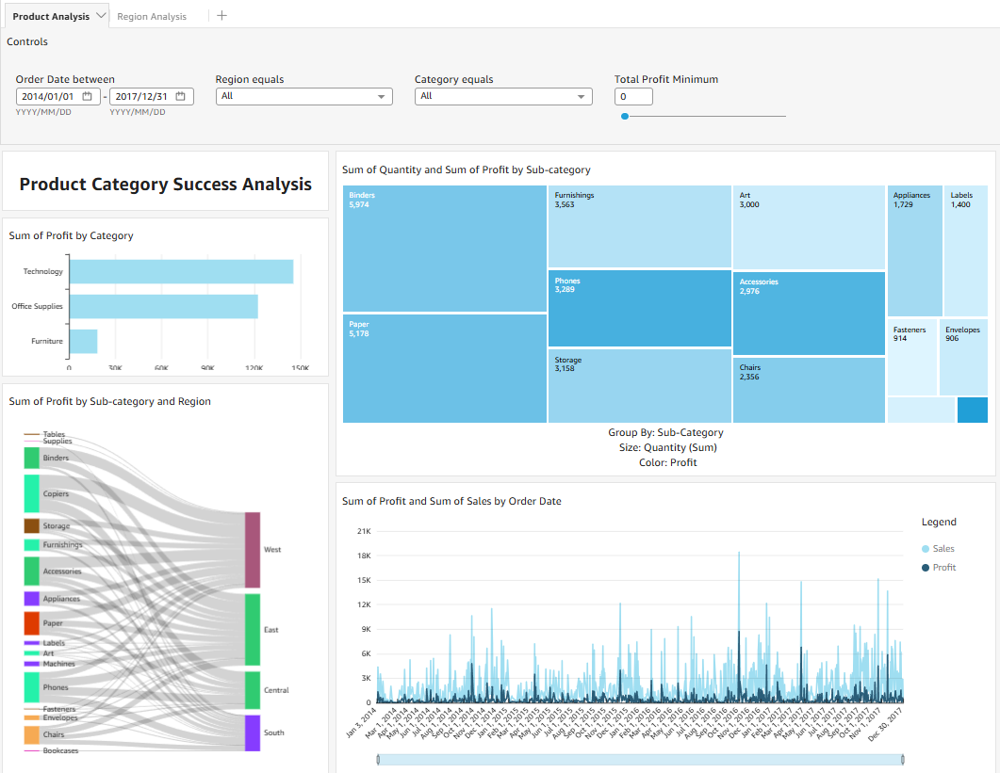 Product Analysis
Region Analysis
Controls
Order Date between
2014/01/01 - 2017/12/31
YYYY/MM/DD YYYY/MM/DD
Region equals
All
Category equals
All
Total Profit Minimum
0
Product Category Success Analysis
Sum of Profit by Category
Technology
Office Supplies
Furniture
0 30K 60K 90K 120K 150K
Sum of Profit by Sub-category and Region
Tables
Supplies
Binders
Copiers
Storage
Furnishings
Accessories
Appliances
Paper
Labels
Art
Machines
Phones
Fasteners
Envelopes
Chairs
Bookcases
West
East
Central
South
Sum of Quantity and Sum of Profit by Sub-category
Binders
5,974
Paper
5,178
Furnishings
3,563
Phones
3,289
Storage
3,158
Art
3,000
Accessories
2,976
Chairs
2,356
Appliances
1,729
Labels
1,400
Fasteners
914
Envelopes
906
Group By: Sub-Category
Size: Quantity (Sum)
Color: Profit
Sum of Profit and Sum of Sales by Order Date
21K
18K
15K
12K
9K
6K
3K
0
Jan 3, 2014
Dec 30, 2017
Legend
Sales
Profit